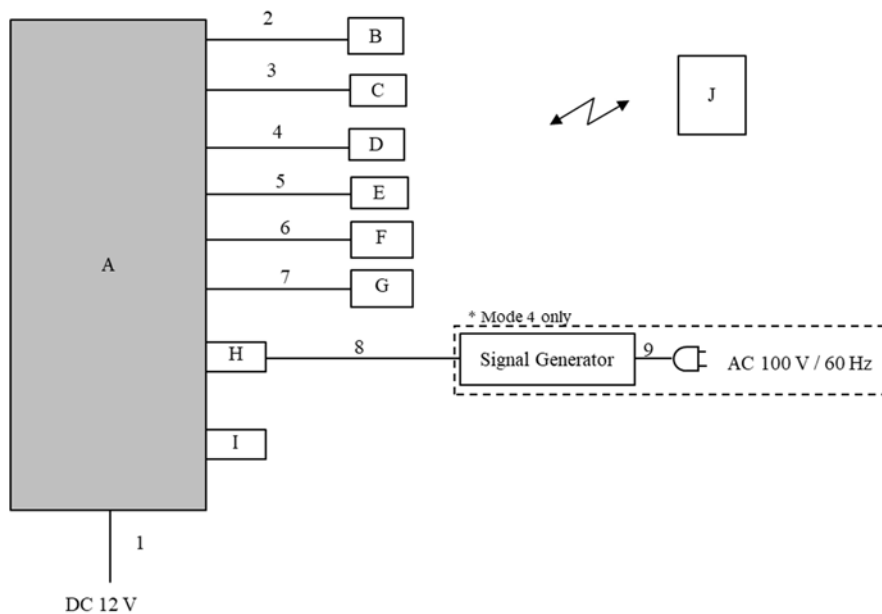 2
B
3
C
J
4
D
5
E
6
F
A
7
G
* Mode 4 only
H
8
Signal Generator
9
AC 100 V / 60 Hz
I
1
DC 12 V